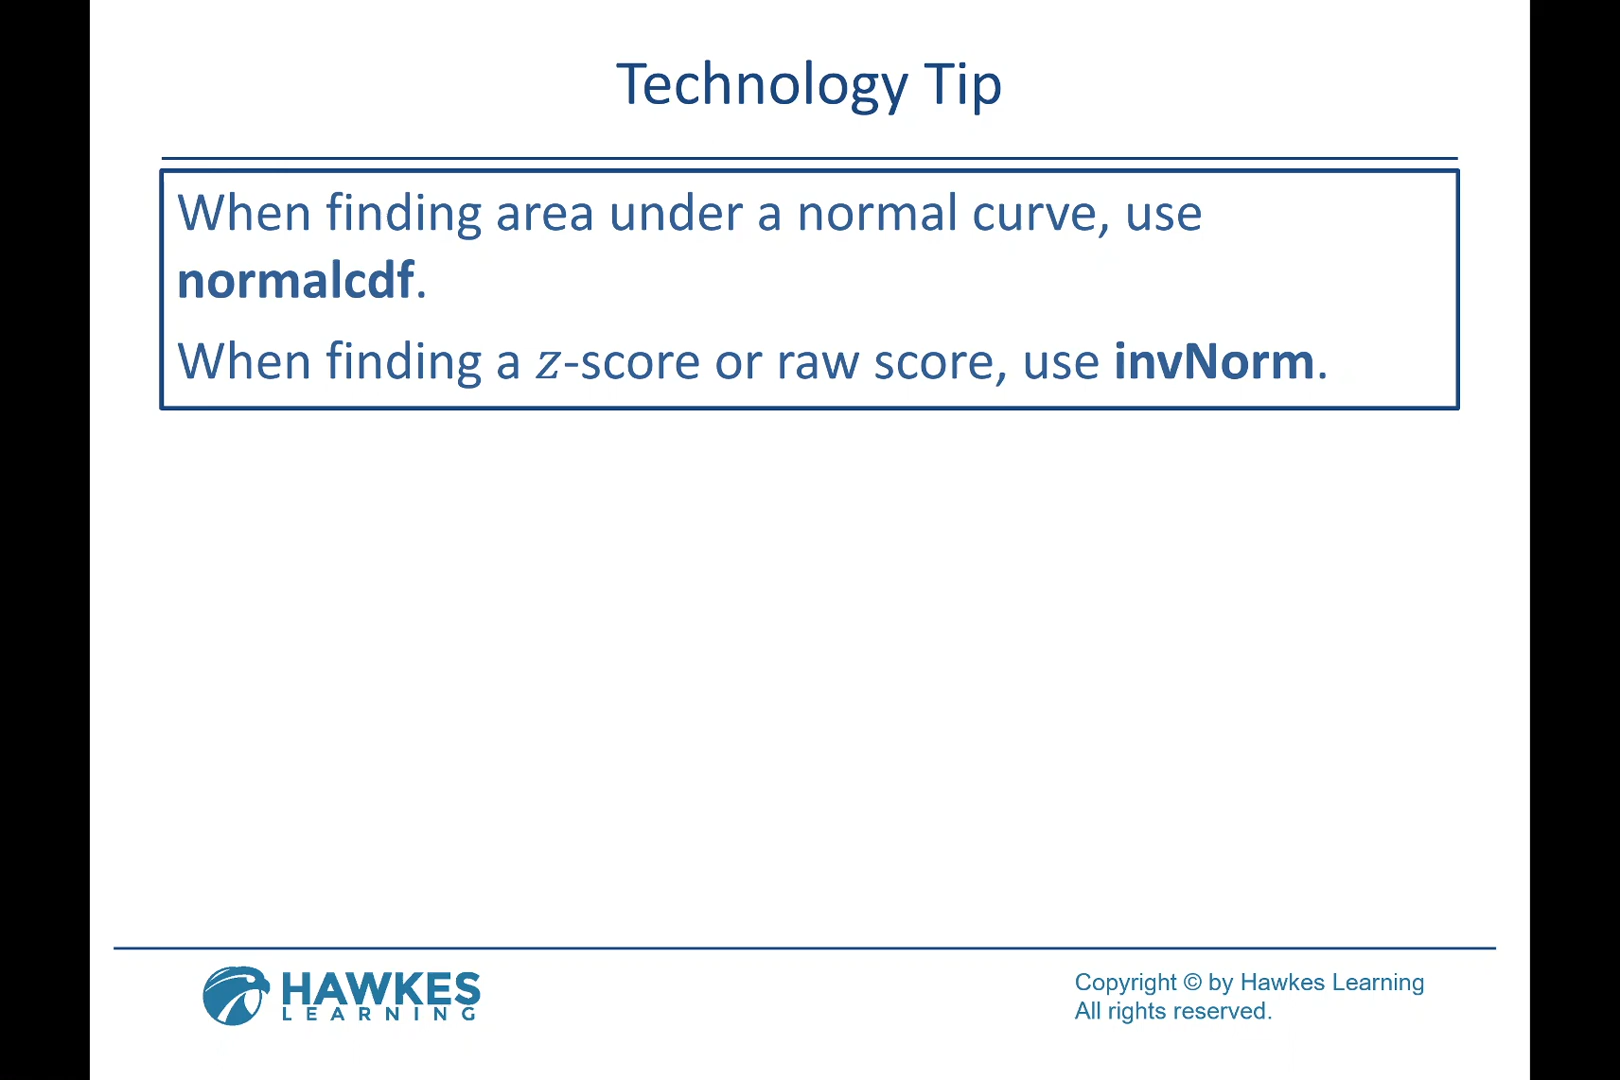 Technology Tip
When finding area under a normal curve, use
normalcdf.
When finding a z-score or raw score, use invNorm.
HAWKES
LEARNING
Copyright © by Hawkes Learning
All rights reserved.